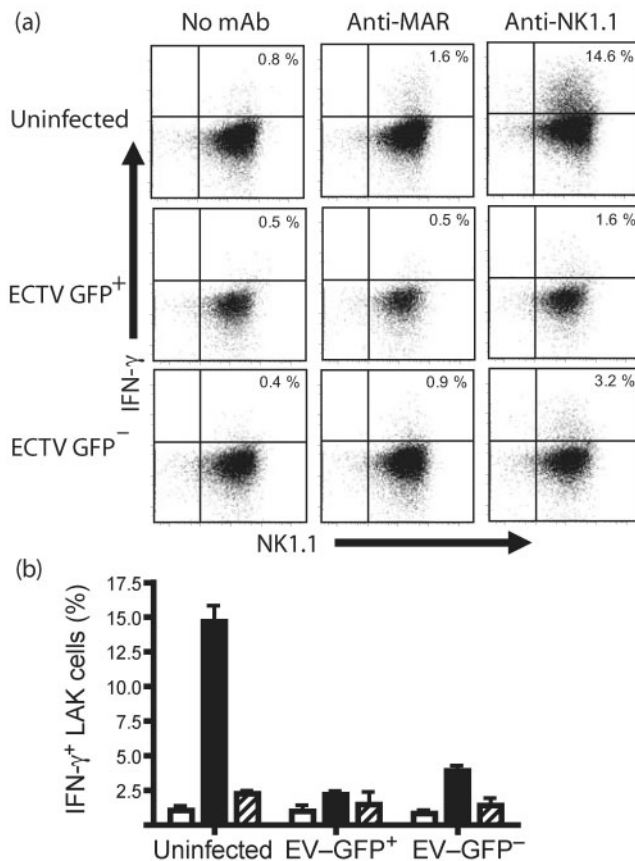 (a)
No mAb Anti-MAR Anti-NK1.1
Uninfected 0.8 % 1.6 % 14.6 %
ECTV GFP+ 0.5 % 0.5 % 1.6 %
ECTV GFP− 0.4 % 0.9 % 3.2 %
IFN-γ
NK1.1
(b)
IFN-γ+ LAK cells (%)
17.5
15.0
12.5
10.0
7.5
5.0
2.5
Uninfected EV–GFP+ EV–GFP−